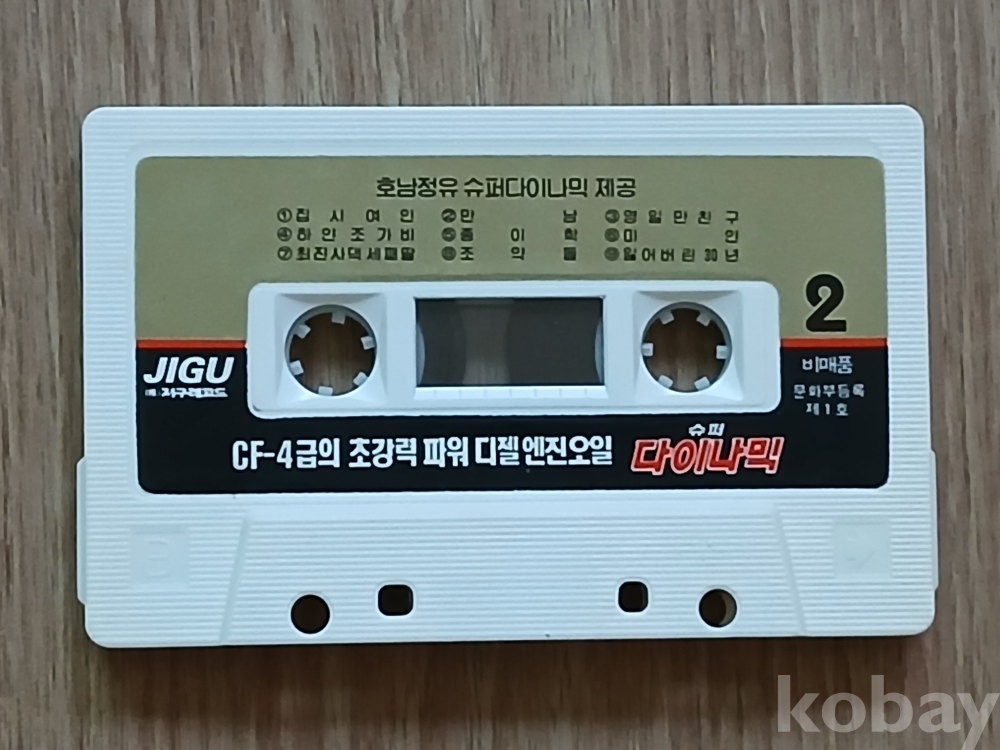 호남정유 슈퍼다이나믹 제공
①집시여인 ②만남 ③영일만친구
④하얀조가비 ⑤종이학 ⑥미인
⑦최진사댁세째딸 ⑧조약돌 ⑨잃어버린 30년
2
JIGU
지구레코드
비매품
문화부등록
제1호
CF-4급의 초강력 파워 디젤 엔진오일
슈퍼
다이나믹
B
kobay